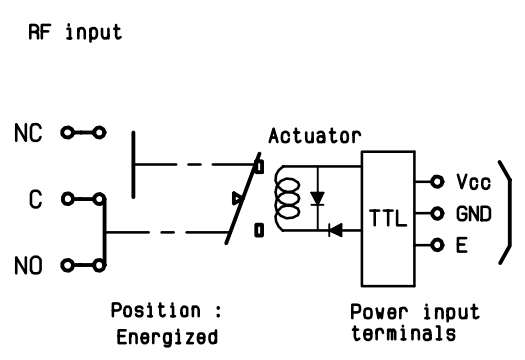 RF input
NC
Actuator
Vcc
C
TTL
GND
E
NO
Position :
Energized
Power input
terminals